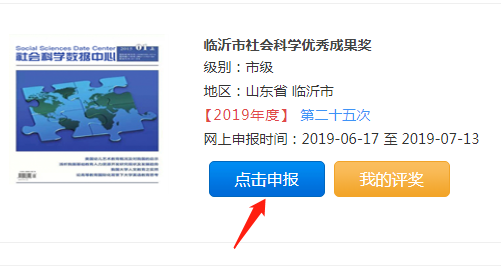 Social Sciences Date Center
社会科学数据中心
临沂市社会科学优秀成果奖
级别：市级
地区：山东省 临沂市
【2019年度】 第二十五次
网上申报时间：2019-06-17 至 2019-07-13
点击申报
我的评奖